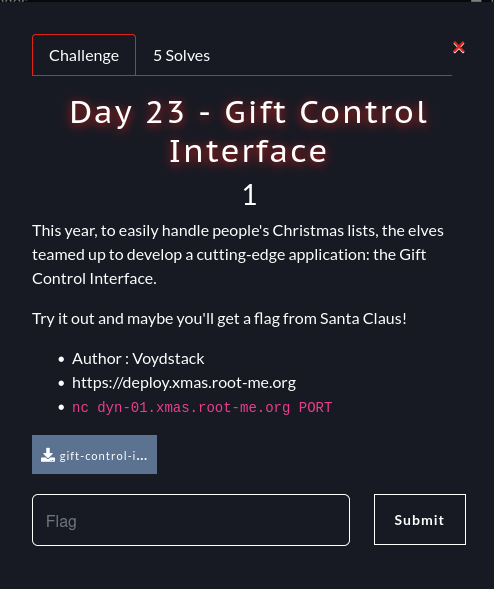 Challenge
5 Solves
Day 23 - Gift Control
Interface
1
This year, to easily handle people's Christmas lists, the elves
teamed up to develop a cutting-edge application: the Gift
Control Interface.
Try it out and maybe you'll get a flag from Santa Claus!
• Author : Voydstack
• https://deploy.xmas.root-me.org
• nc dyn-01.xmas.root-me.org PORT
gift-control-i...
Flag
Submit